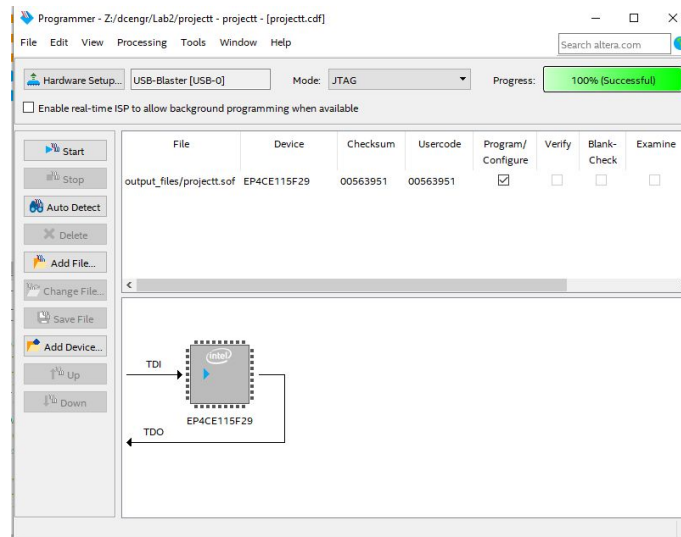 Programmer - Z:/dcengr/Lab2/projectt - projectt - [projectt.cdf]
File Edit View Processing Tools Window Help
Search altera.com
Hardware Setup... USB-Blaster [USB-0] Mode: JTAG Progress: 100% (Successful)
Enable real-time ISP to allow background programming when available
Start
Stop
Auto Detect
Delete
Add File...
Change File...
Save File
Add Device...
Up
Down
File Device Checksum Usercode Program/ Verify Blank- Examine
Configure Check
output_files/projectt.sof EP4CE115F29 00563951 00563951
TDI
intel
EP4CE115F29
TDO